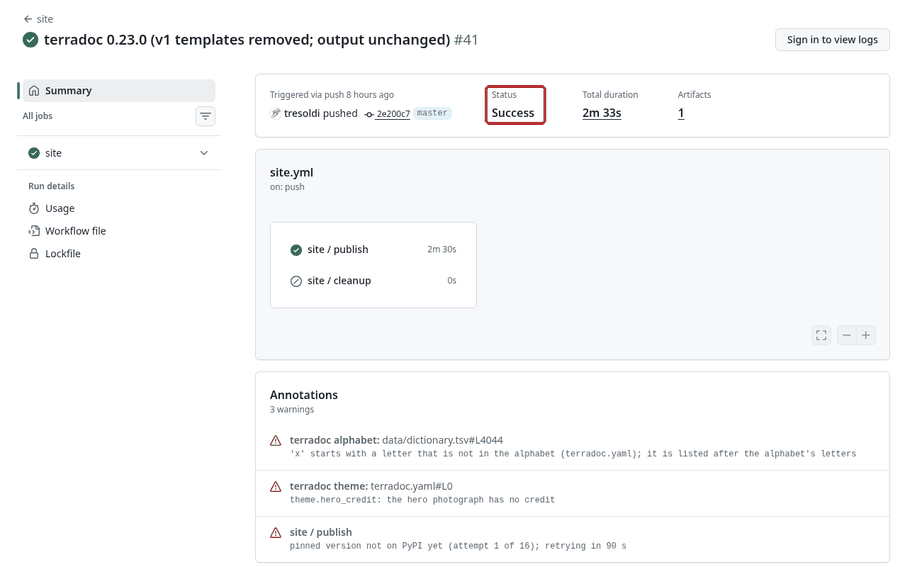 site
terradoc 0.23.0 (v1 templates removed; output unchanged) #41
Sign in to view logs
Summary
All jobs
site
Run details
Usage
Workflow file
Lockfile
Triggered via push 8 hours ago
tresoldi pushed 2e200c7 master
Status
Success
Total duration
2m 33s
Artifacts
1
site.yml
on: push
site / publish 2m 30s
site / cleanup 0s
Annotations
3 warnings
terradoc alphabet: data/dictionary.tsv#L4044
'x' starts with a letter that is not in the alphabet (terradoc.yaml); it is listed after the alphabet's letters
terradoc theme: terradoc.yaml#L0
theme.hero_credit: the hero photograph has no credit
site / publish
pinned version not on PyPI yet (attempt 1 of 16); retrying in 90 s